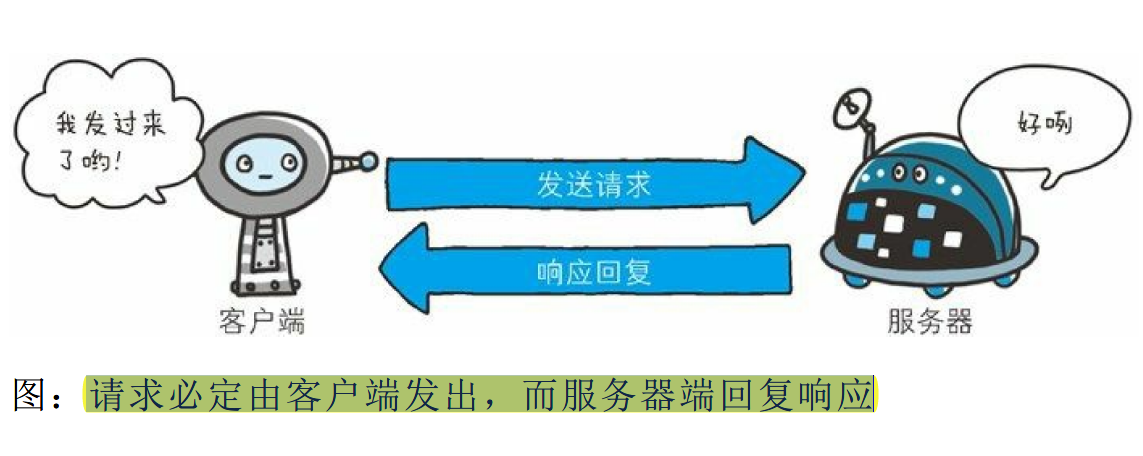 我发过来
了哟!
好咧
发送请求
响应回复
客户端
服务器
图：请求必定由客户端发出，而服务器端回复响应